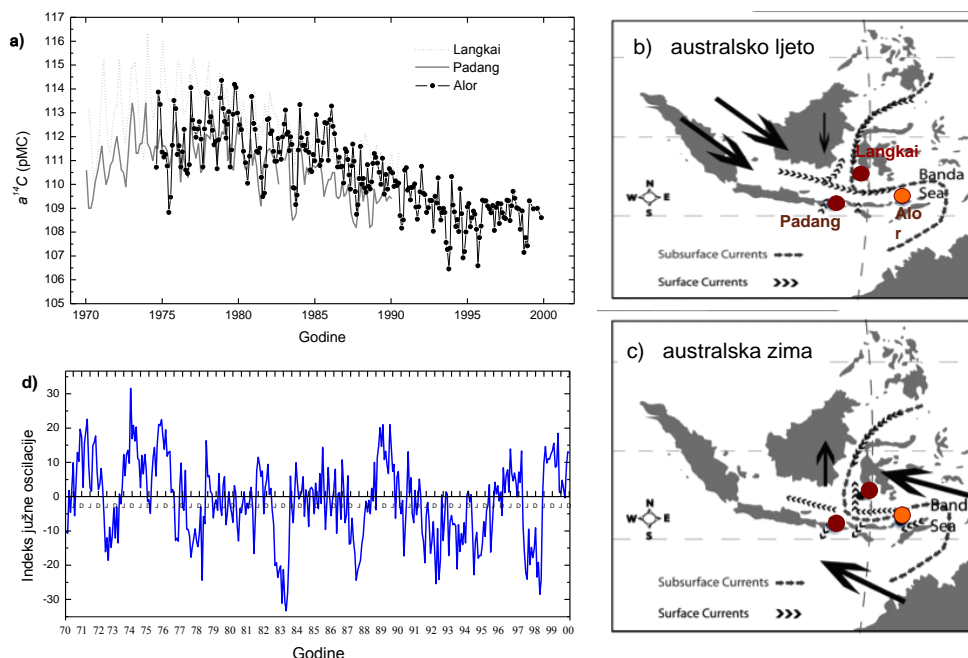 a)
116
115
114
113
112
111
110
109
108
107
106
105
a¹⁴C (pMC)
Langkai
Padang
Alor
1970 1975 1980 1985 1990 1995 2000
Godine
b) australsko ljeto
Langkai
Banda
Sea
Padang
Alo
r
N
W E
S
Subsurface Currents
Surface Currents
c) australska zima
Band
Sea
N
W E
S
Subsurface Currents
Surface Currents
d)
30
20
10
0
-10
-20
-30
Indeks južne oscilacije
D J D J D J D J D J D J D J D J D J D J D J D J D J D J D J D J D J D J D J D J D J D J D J D J D J D J D J D J D J
70 71 72 73 74 75 76 77 78 79 80 81 82 83 84 85 86 87 88 89 90 91 92 93 94 95 96 97 98 99 00
Godine